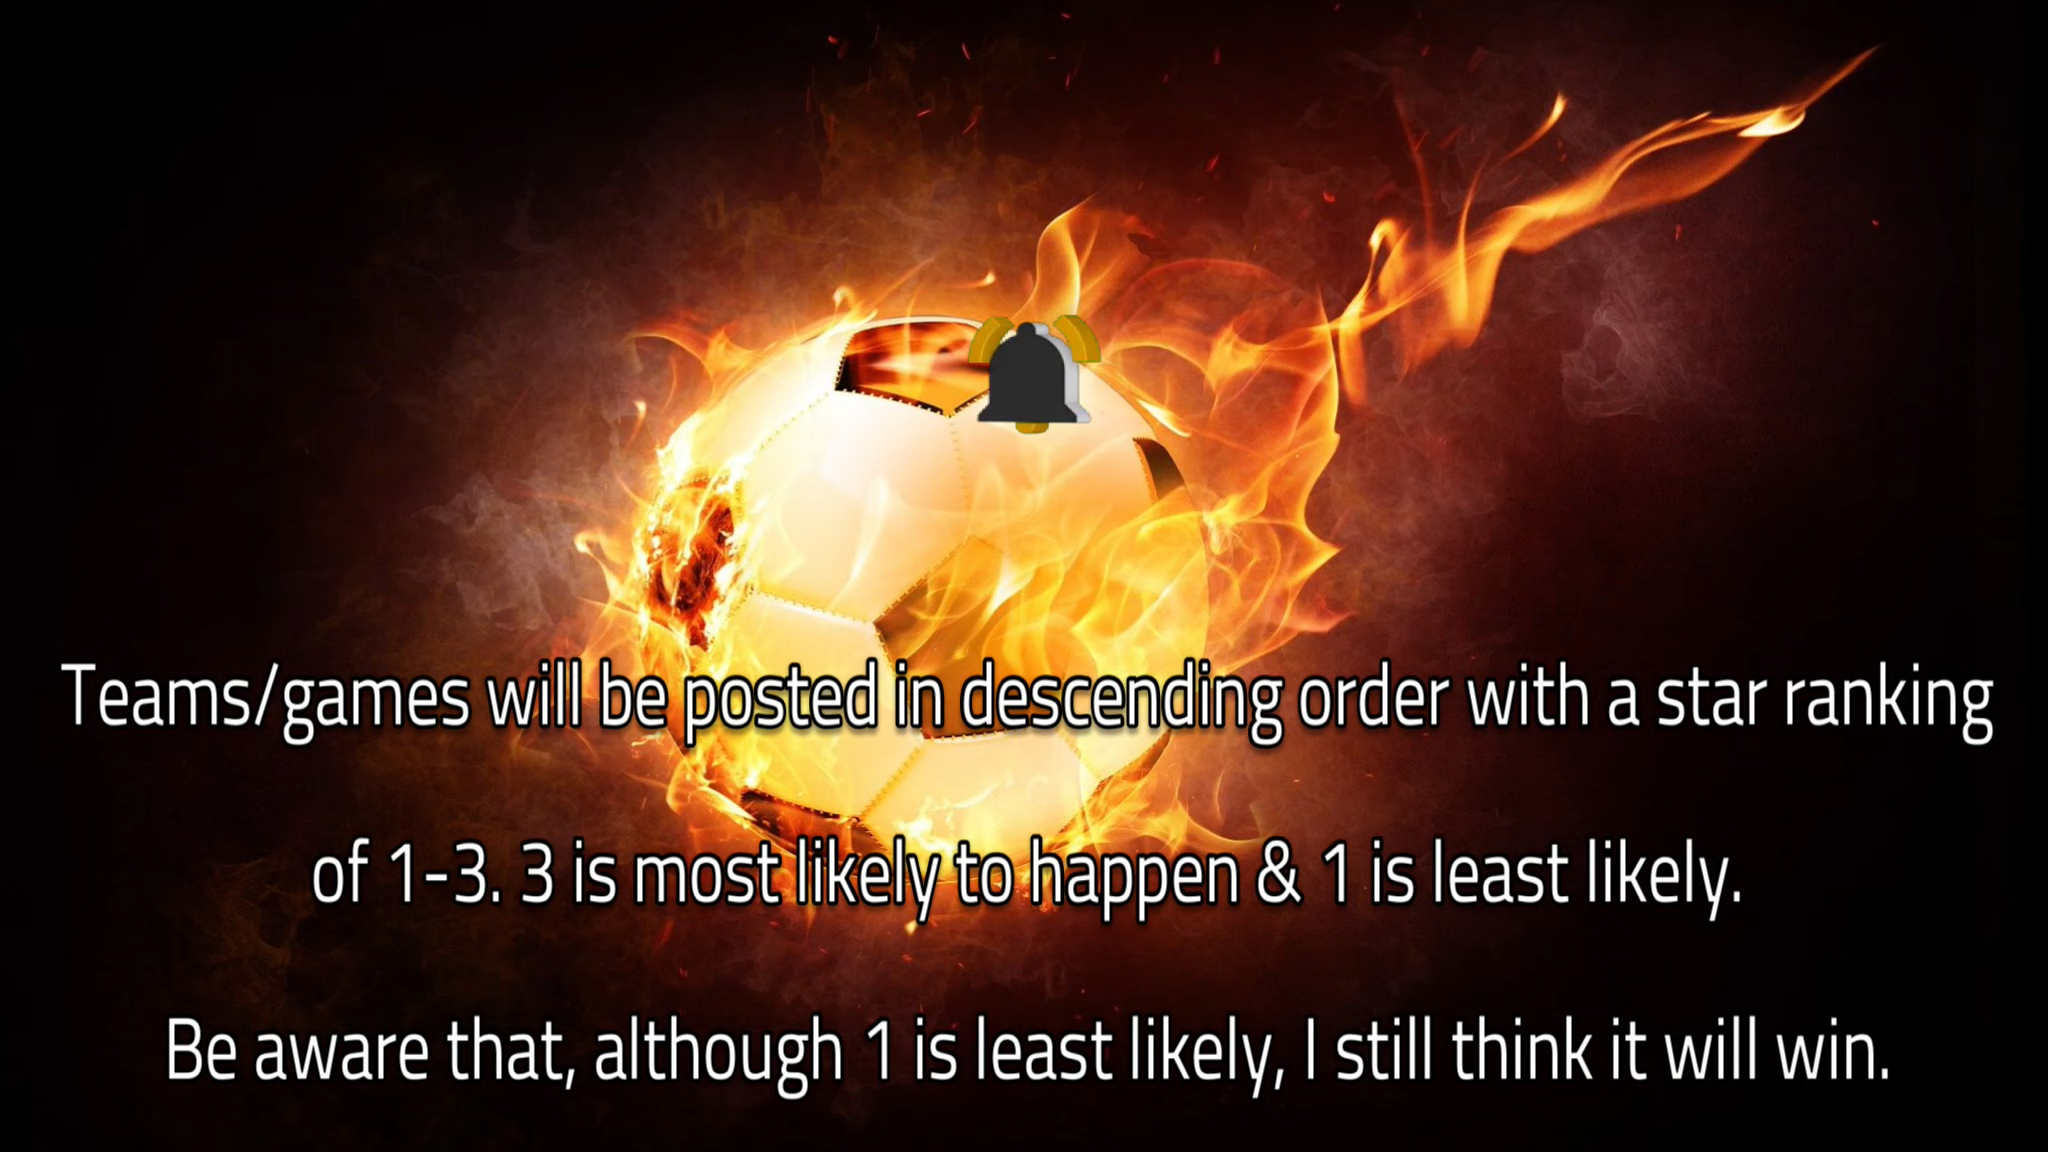 Teams/games will be posted in descending order with a star ranking
of 1-3. 3 is most likely to happen & 1 is least likely.
Be aware that, although 1 is least likely, I still think it will win.